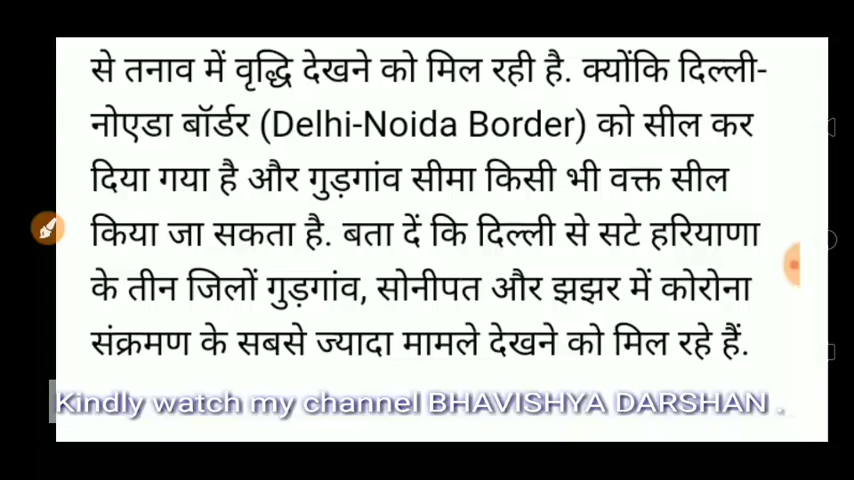 से तनाव में वृद्धि देखने को मिल रही है. क्योंकि दिल्ली-
नोएडा बॉर्डर (Delhi-Noida Border) को सील कर
दिया गया है और गुड़गांव सीमा किसी भी वक्त सील
किया जा सकता है. बता दें कि दिल्ली से सटे हरियाणा
के तीन जिलों गुड़गांव, सोनीपत और झझर में कोरोना
संक्रमण के सबसे ज्यादा मामले देखने को मिल रहे हैं.
Kindly watch my channel BHAVISHYA DARSHAN .